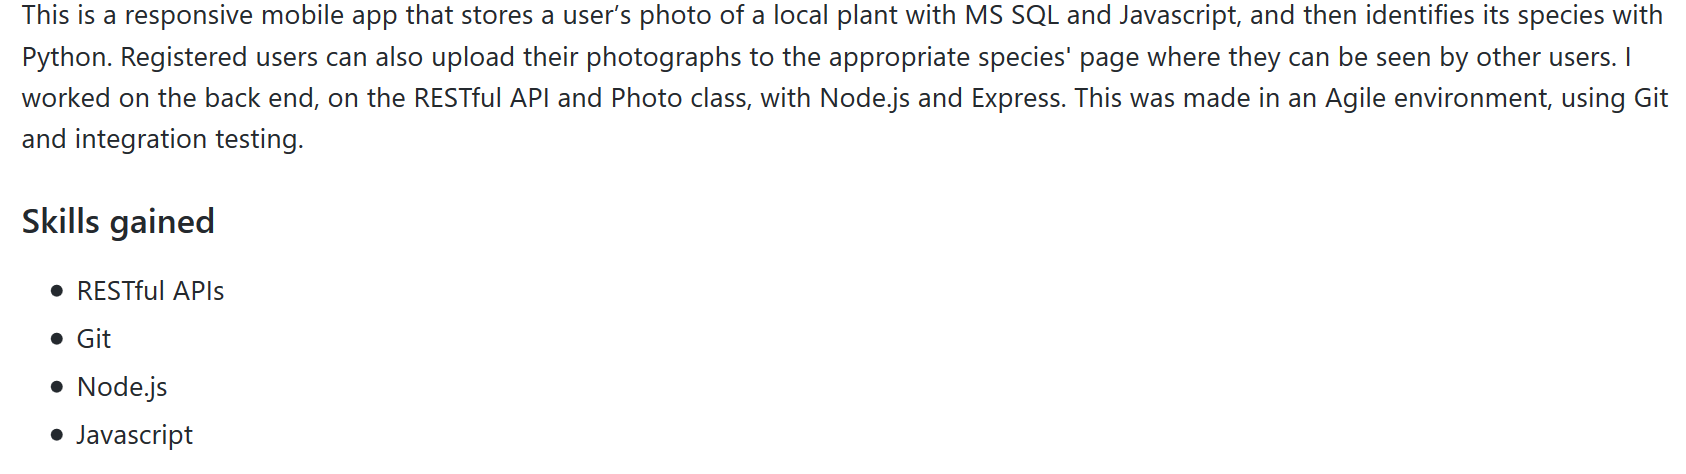 This is a responsive mobile app that stores a user’s photo of a local plant with MS SQL and Javascript, and then identifies its species with
Python. Registered users can also upload their photographs to the appropriate species' page where they can be seen by other users. I
worked on the back end, on the RESTful API and Photo class, with Node.js and Express. This was made in an Agile environment, using Git
and integration testing.
Skills gained
● RESTful APIs
● Git
● Node.js
● Javascript